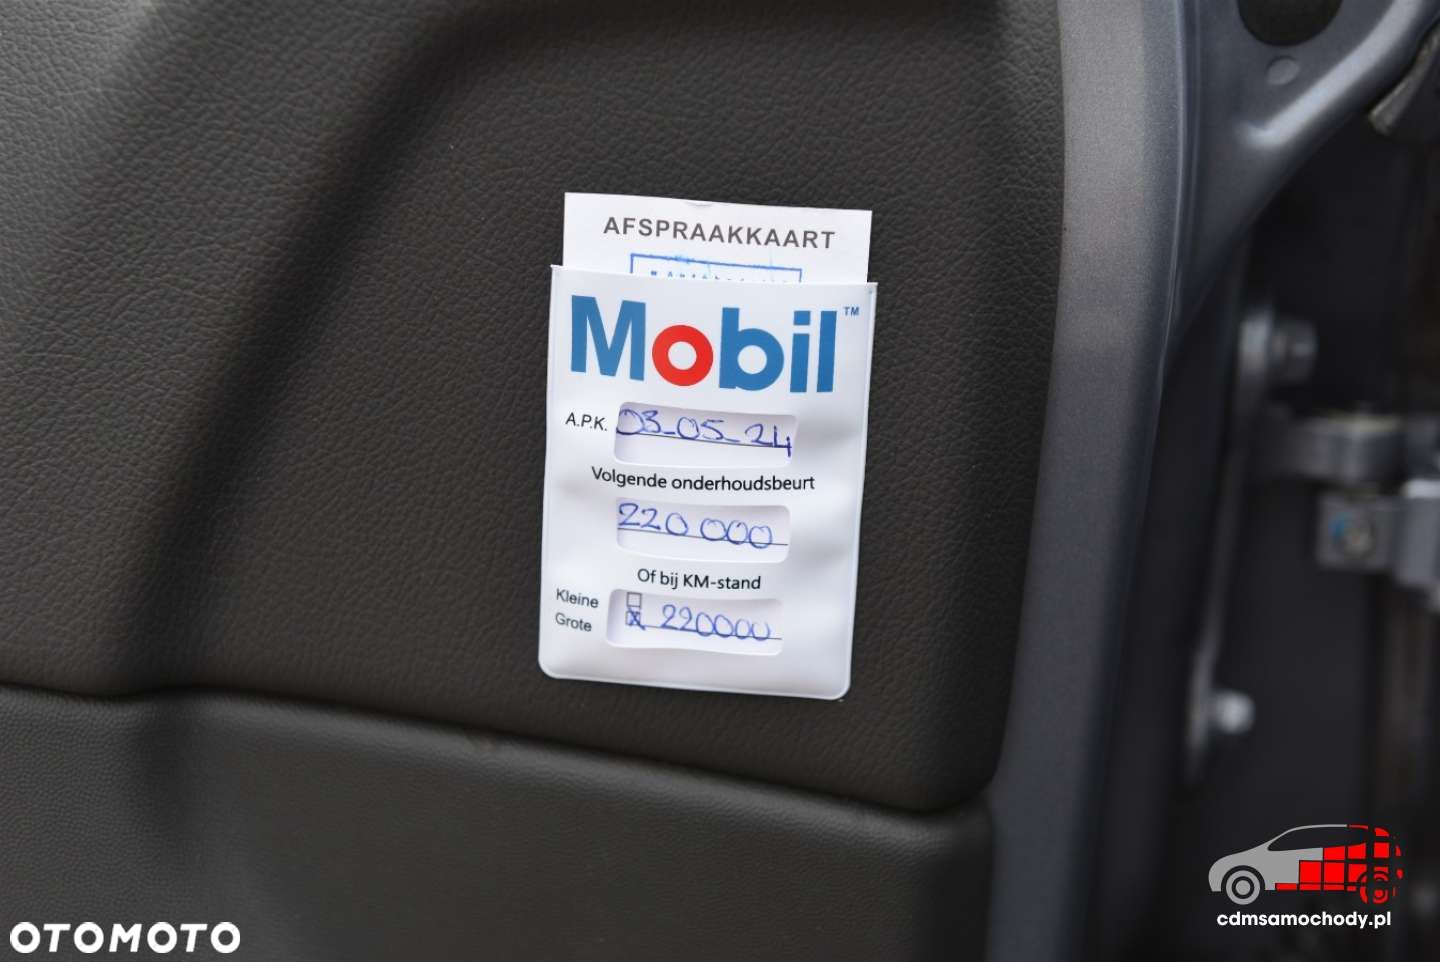 AFSPRAAKKAART
Mobil™
A.P.K. 03-05-24
Volgende onderhoudsbeurt
220 000
Of bij KM-stand
Kleine
Grote x 220000
cdmsamochody.pl
OTOMOTO